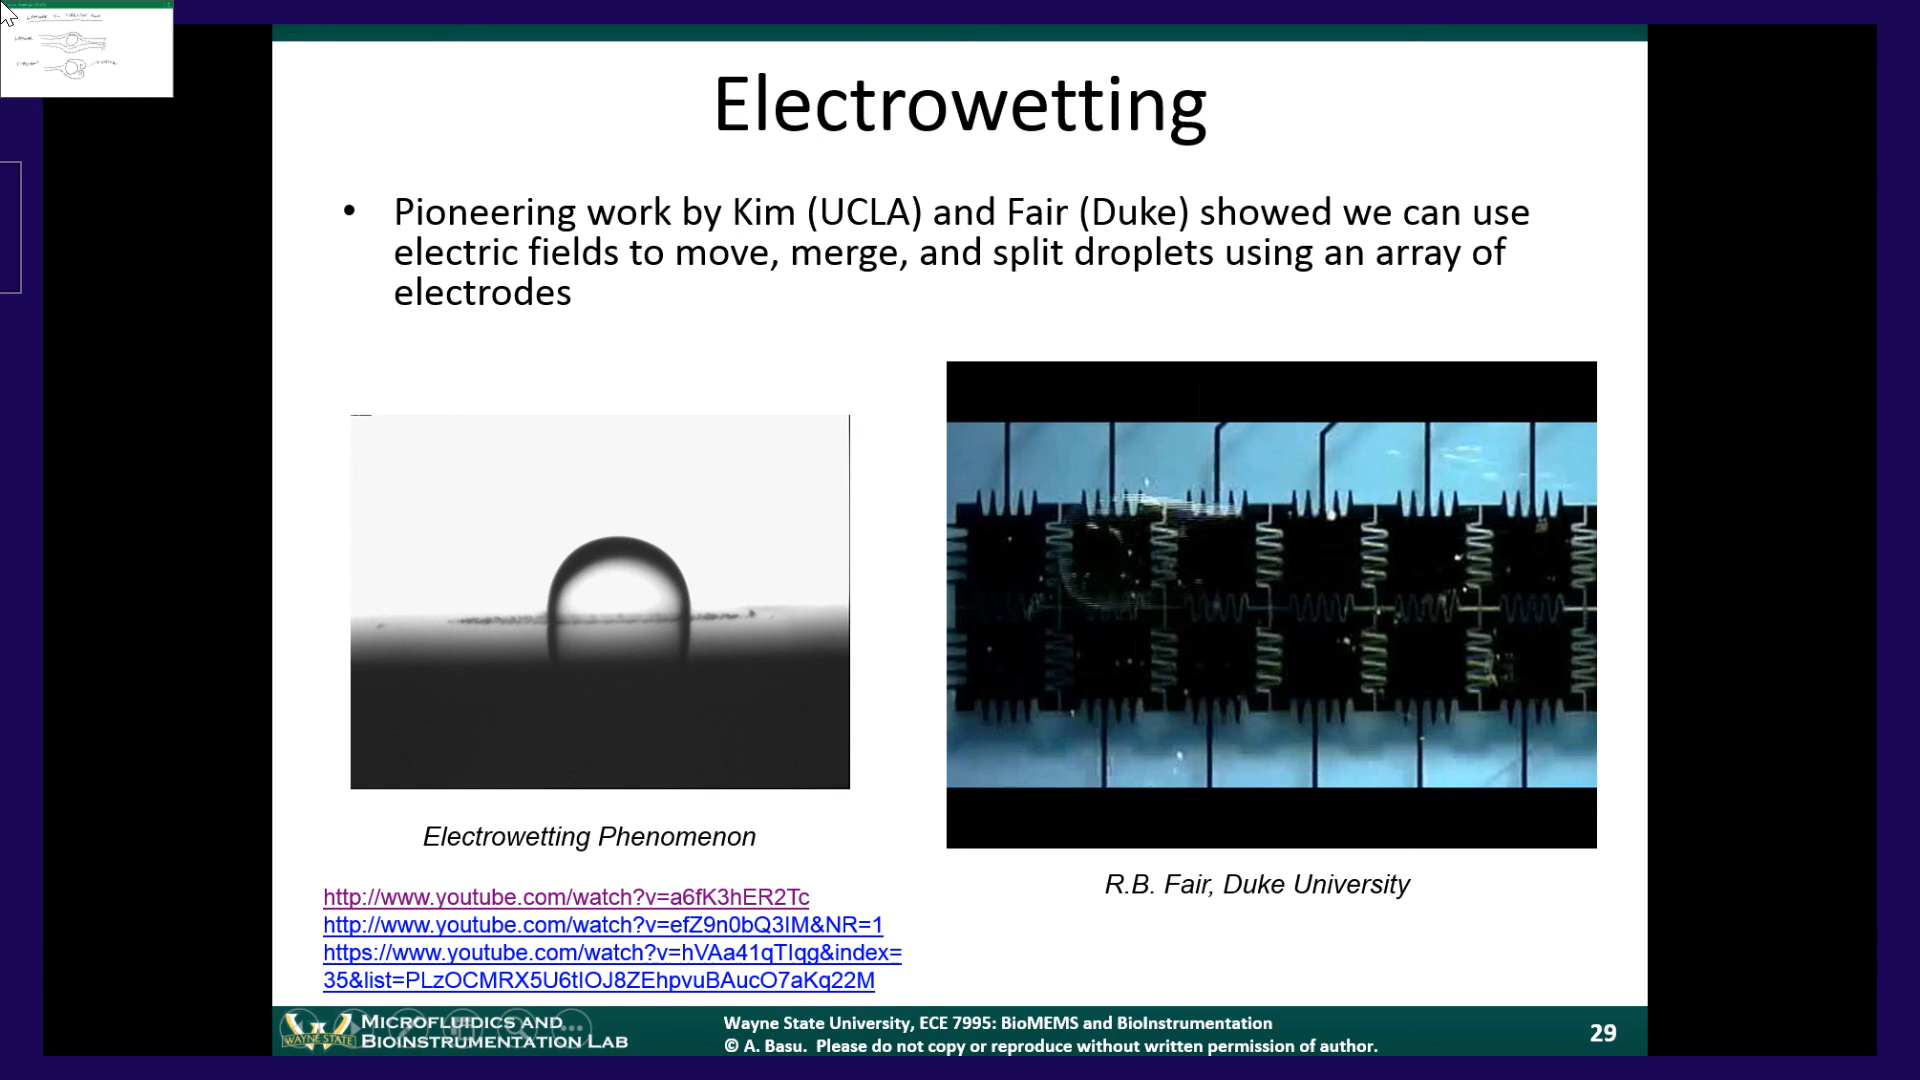 Electrowetting
• Pioneering work by Kim (UCLA) and Fair (Duke) showed we can use
electric fields to move, merge, and split droplets using an array of
electrodes
Electrowetting Phenomenon
R.B. Fair, Duke University
http://www.youtube.com/watch?v=a6fK3hER2Tc
http://www.youtube.com/watch?v=efZ9n0bQ3IM&NR=1
https://www.youtube.com/watch?v=hVAa41qTIqg&index=
35&list=PLzOCMRX5U6tIOJ8ZEhpvuBAucO7aKq22M
WAYNE STATE
MICROFLUIDICS AND
BIOINSTRUMENTATION LAB
Wayne State University, ECE 7995: BioMEMS and BioInstrumentation
© A. Basu. Please do not copy or reproduce without written permission of author.
29